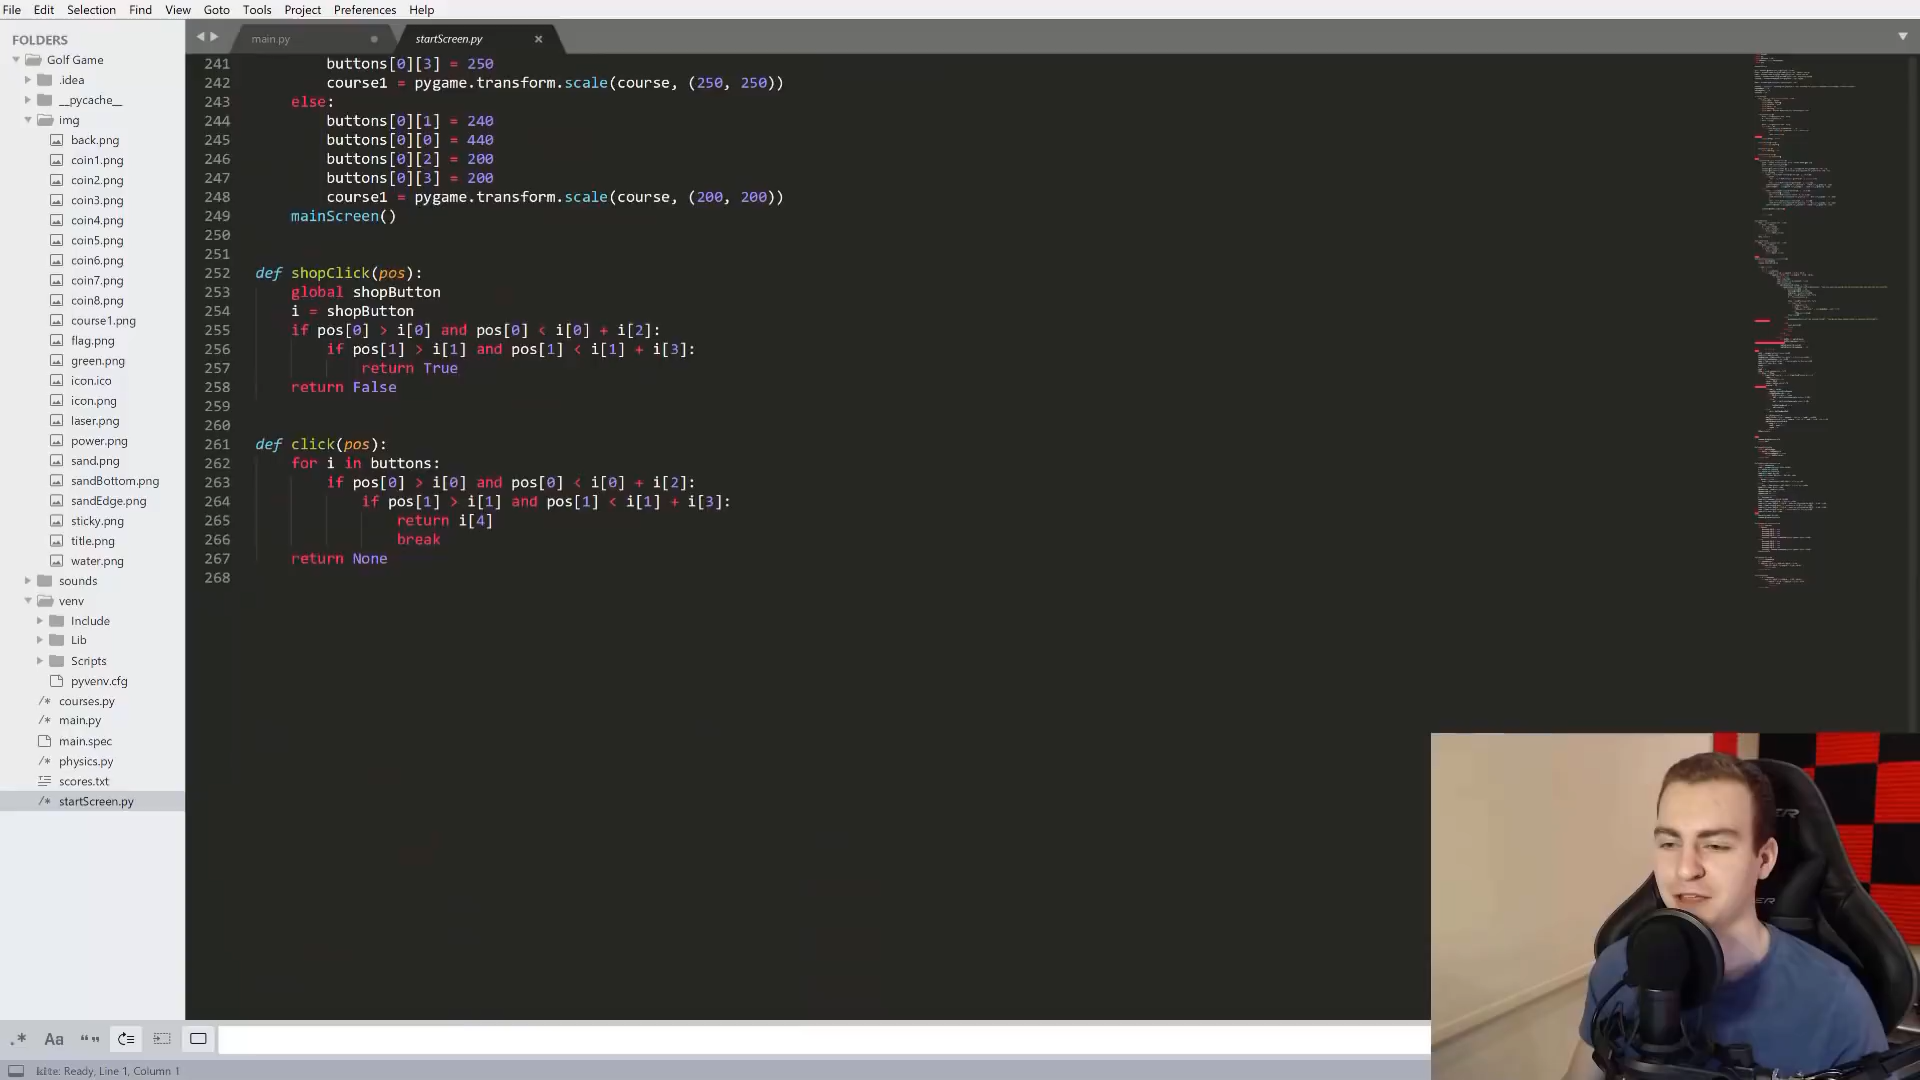 File Edit Selection Find View Goto Tools Project Preferences Help
FOLDERS
Golf Game
.idea
__pycache__
img
back.png
coin1.png
coin2.png
coin3.png
coin4.png
coin5.png
coin6.png
coin7.png
coin8.png
course1.png
flag.png
green.png
icon.ico
icon.png
laser.png
power.png
sand.png
sandBottom.png
sandEdge.png
sticky.png
title.png
water.png
sounds
venv
Include
Lib
Scripts
pyvenv.cfg
courses.py
main.py
main.spec
physics.py
scores.txt
startScreen.py
main.py
startScreen.py
241 buttons[0][3] = 250
242 course1 = pygame.transform.scale(course, (250, 250))
243 else:
244 buttons[0][1] = 240
245 buttons[0][0] = 440
246 buttons[0][2] = 200
247 buttons[0][3] = 200
248 course1 = pygame.transform.scale(course, (200, 200))
249 mainScreen()
250
251
252 def shopClick(pos):
253 global shopButton
254 i = shopButton
255 if pos[0] > i[0] and pos[0] < i[0] + i[2]:
256 if pos[1] > i[1] and pos[1] < i[1] + i[3]:
257 return True
258 return False
259
260
261 def click(pos):
262 for i in buttons:
263 if pos[0] > i[0] and pos[0] < i[0] + i[2]:
264 if pos[1] > i[1] and pos[1] < i[1] + i[3]:
265 return i[4]
266 break
267 return None
268
.* Aa “”
kite: Ready, Line 1, Column 1